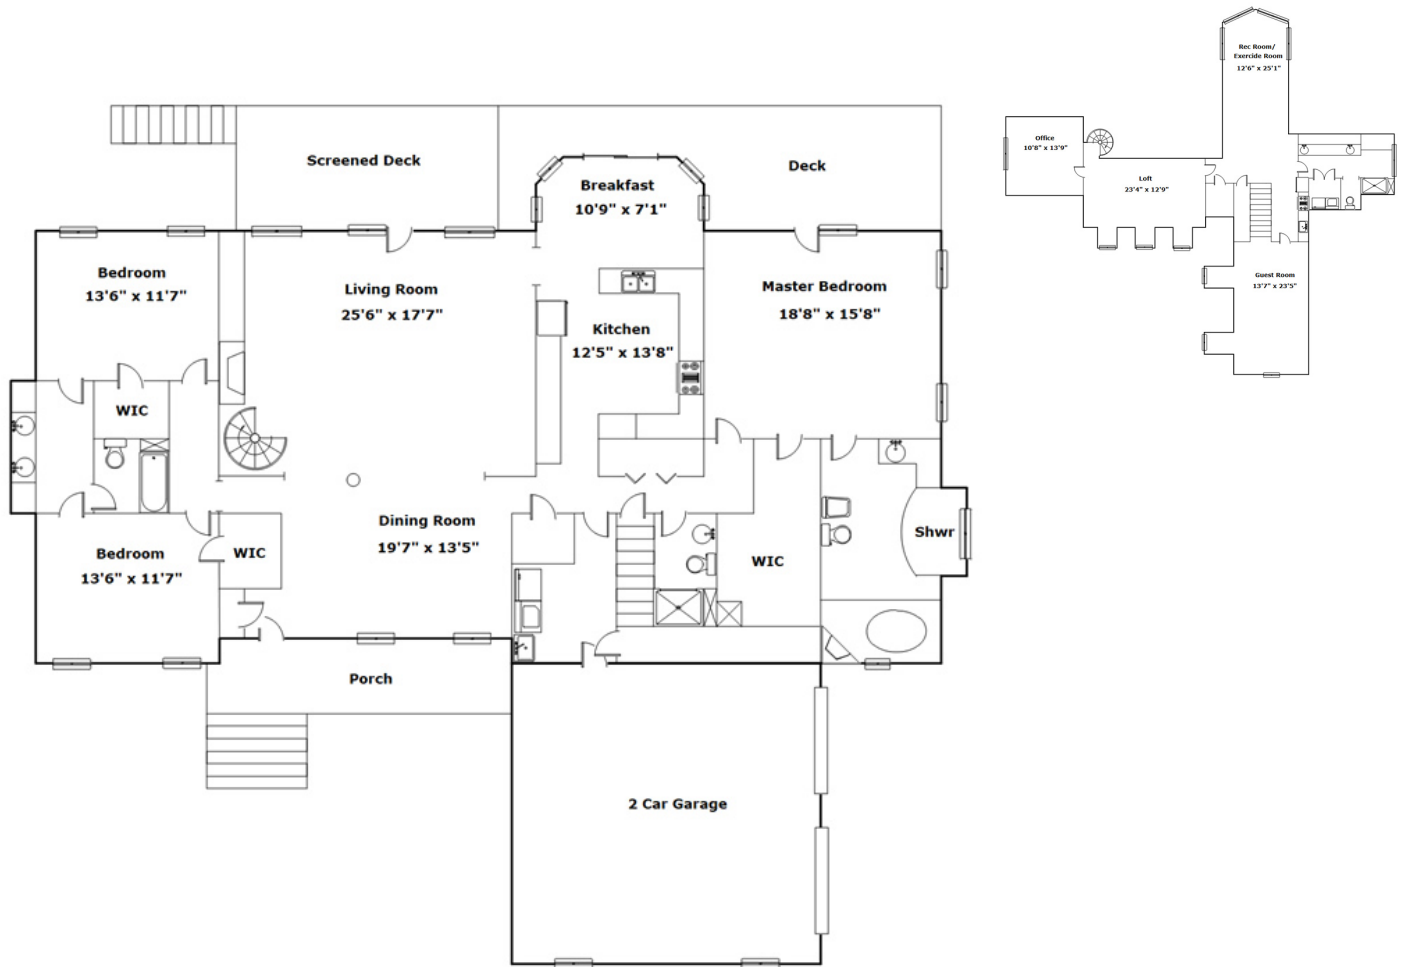 Screened Deck
Deck
Breakfast
10'9" x 7'1"
Bedroom
13'6" x 11'7"
Living Room
25'6" x 17'7"
Master Bedroom
18'8" x 15'8"
Kitchen
12'5" x 13'8"
WIC
Dining Room
19'7" x 13'5"
Bedroom
13'6" x 11'7"
WIC
WIC
Shwr
Porch
2 Car Garage
Rec Room/
Exercide Room
12'6" x 25'1"
Office
10'8" x 13'9"
Loft
23'4" x 12'9"
Guest Room
13'7" x 23'5"